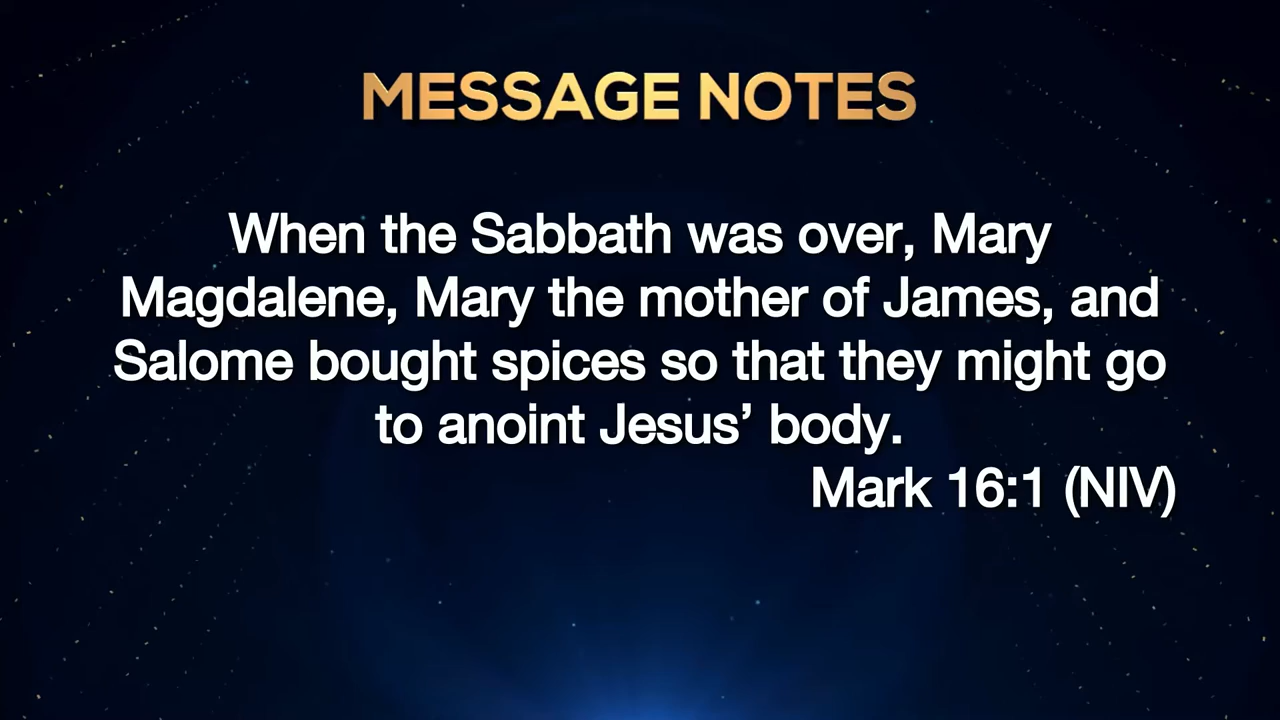 MESSAGE NOTES
When the Sabbath was over, Mary
Magdalene, Mary the mother of James, and
Salome bought spices so that they might go
to anoint Jesus’ body.
Mark 16:1 (NIV)